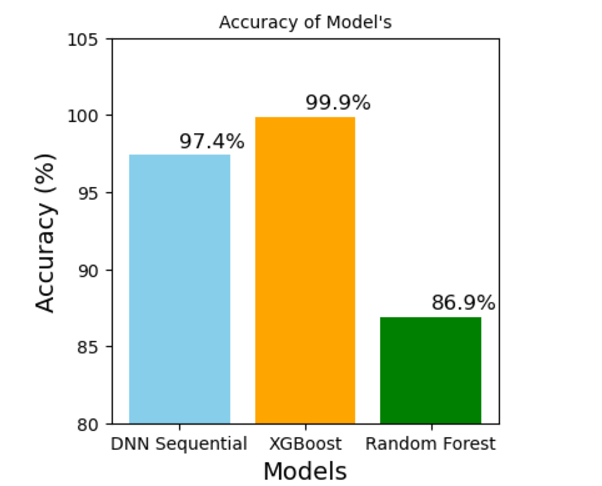 Accuracy of Model's
105
100
95
90
85
80
Accuracy (%)
97.4%
99.9%
86.9%
DNN Sequential
XGBoost
Random Forest
Models